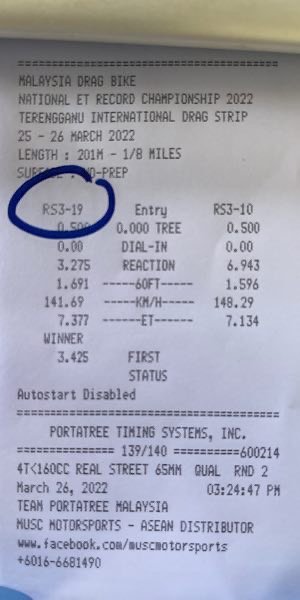 ==========================================
MALAYSIA DRAG BIKE
NATIONAL ET RECORD CHAMPIONSHIP 2022
TERENGGANU INTERNATIONAL DRAG STRIP
25 - 26 MARCH 2022
LENGTH : 201M - 1/8 MILES
NO-PREP
RS3-19 Entry RS3-10
0.500 0.000 TREE 0.500
0.00 DIAL-IN 0.00
3.275 REACTION 6.943
1.691 -----60FT----- 1.596
141.69 -----KM/H----- 148.29
7.377 ------ET------ 7.134
WINNER
3.425 FIRST
STATUS
Autostart Disabled
==========================================
PORTATREE TIMING SYSTEMS, INC.
=============== 139/140 ==========600214
4T<160CC REAL STREET 65MM QUAL RND 2
March 26, 2022 03:24:47 PM
TEAM PORTATREE MALAYSIA
MUSC MOTORSPORTS - ASEAN DISTRIBUTOR
www.facebook.com/muscmotorsports
+6016-6681490